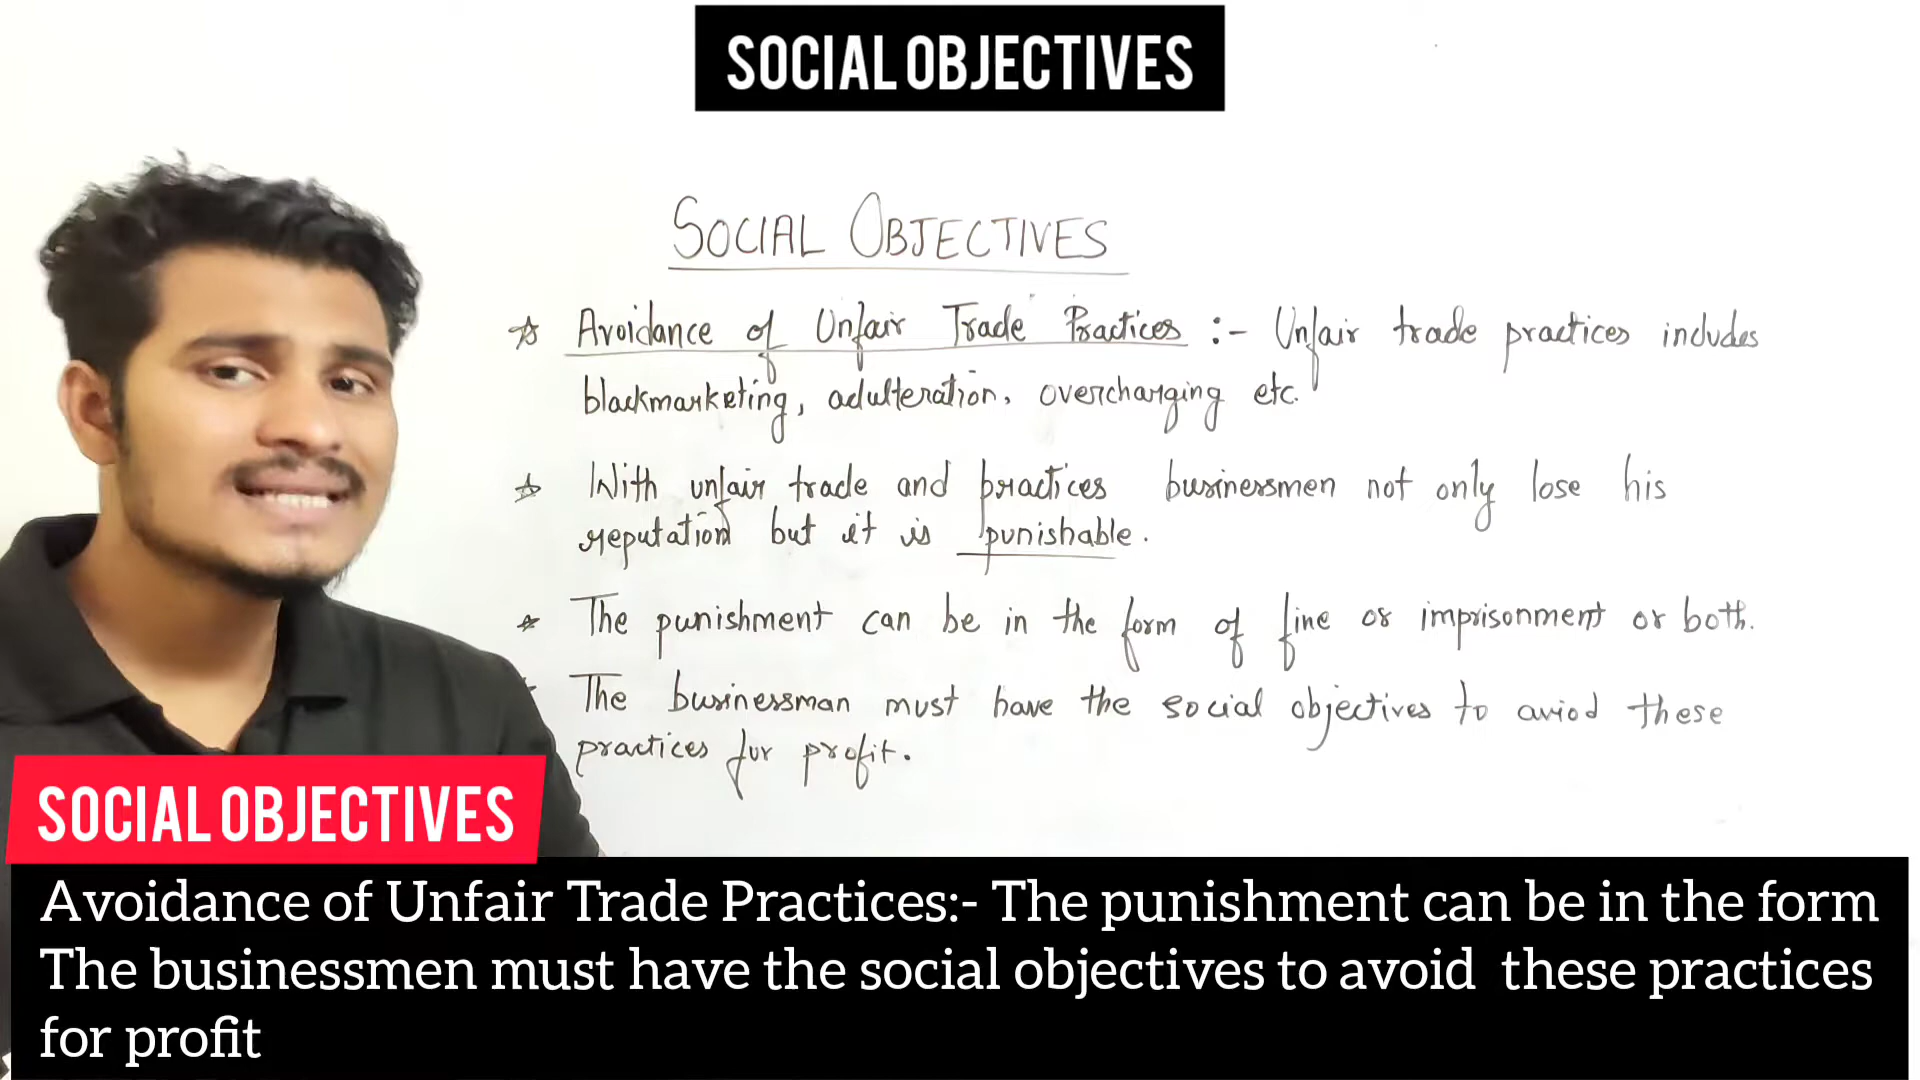 SOCIAL OBJECTIVES
SOCIAL OBJECTIVES
Avoidance of Unfair Trade Practices :- Unfair trade practices includes
blackmarketing, adulteration, overcharging etc.
With unfair trade and practices businessmen not only lose his
reputation but it is punishable.
The punishment can be in the form of fine or imprisonment or both.
The businessman must have the social objectives to aviod these
practices for profit.
SOCIAL OBJECTIVES
Avoidance of Unfair Trade Practices:- The punishment can be in the form
The businessmen must have the social objectives to avoid these practices
for profit